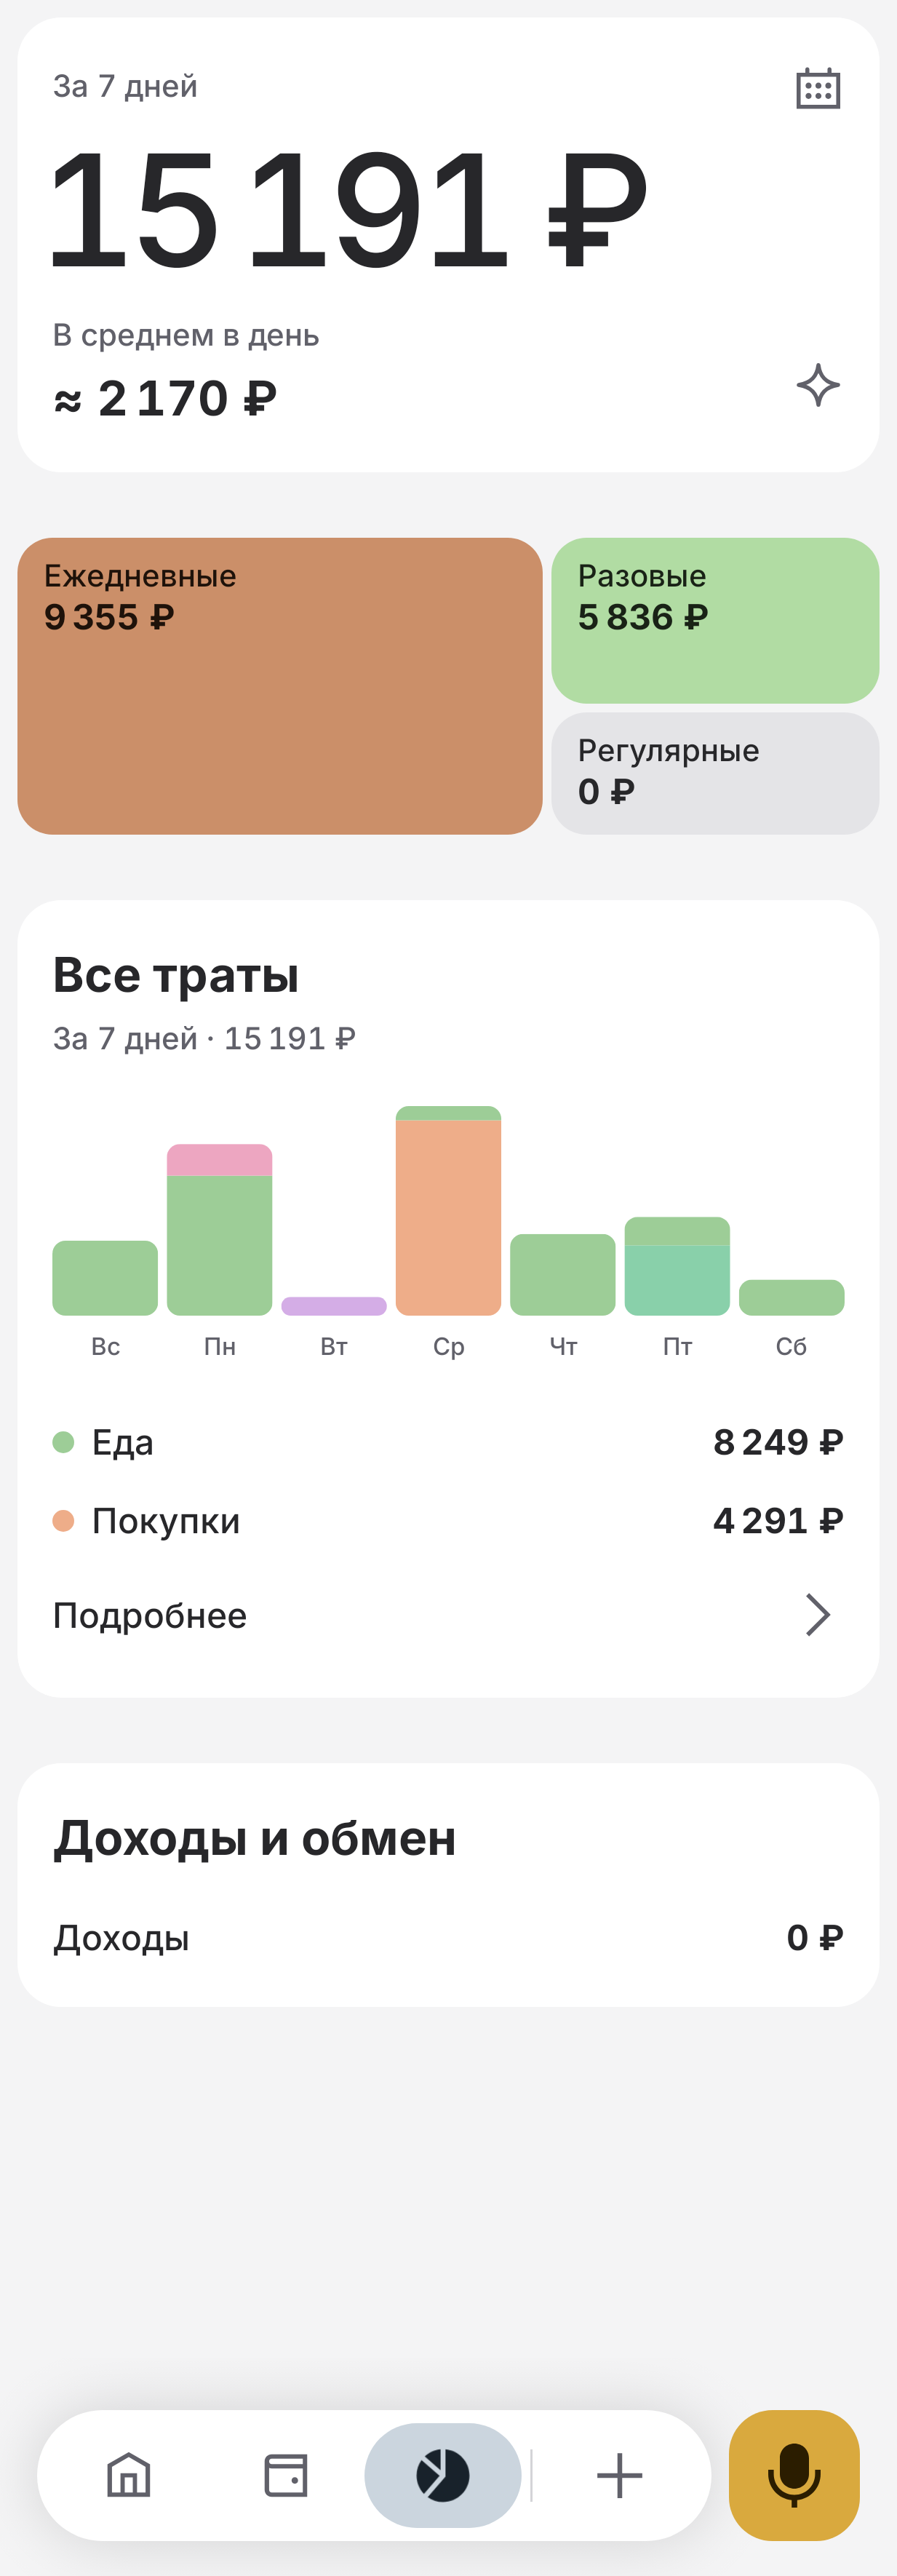 За 7 дней
15 191 ₽
В среднем в день
≈ 2 170 ₽
Ежедневные
9 355 ₽
Разовые
5 836 ₽
Регулярные
0 ₽
Все траты
За 7 дней · 15 191 ₽
Вс Пн Вт Ср Чт Пт Сб
Еда 8 249 ₽
Покупки 4 291 ₽
Подробнее
Доходы и обмен
Доходы 0 ₽